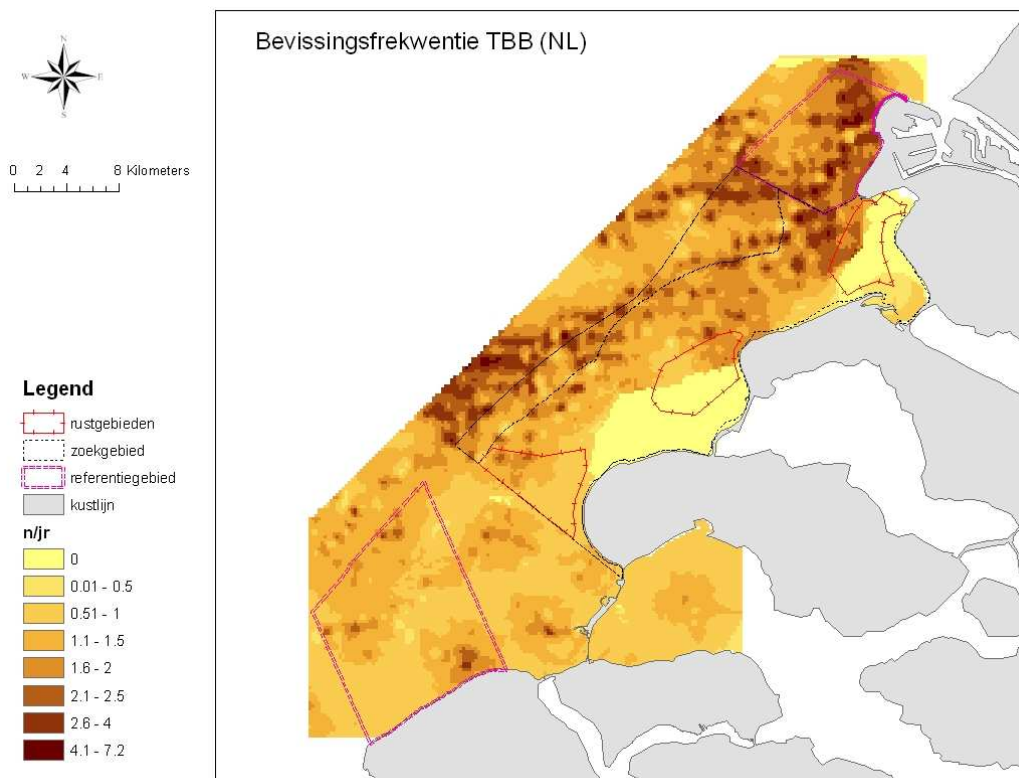 Bevissingsfrekwentie TBB (NL)
N
W E
S
0 2 4 8 Kilometers
Legend
rustgebieden
zoekgebied
referentiegebied
kustlijn
n/jr
0
0.01 - 0.5
0.51 - 1
1.1 - 1.5
1.6 - 2
2.1 - 2.5
2.6 - 4
4.1 - 7.2